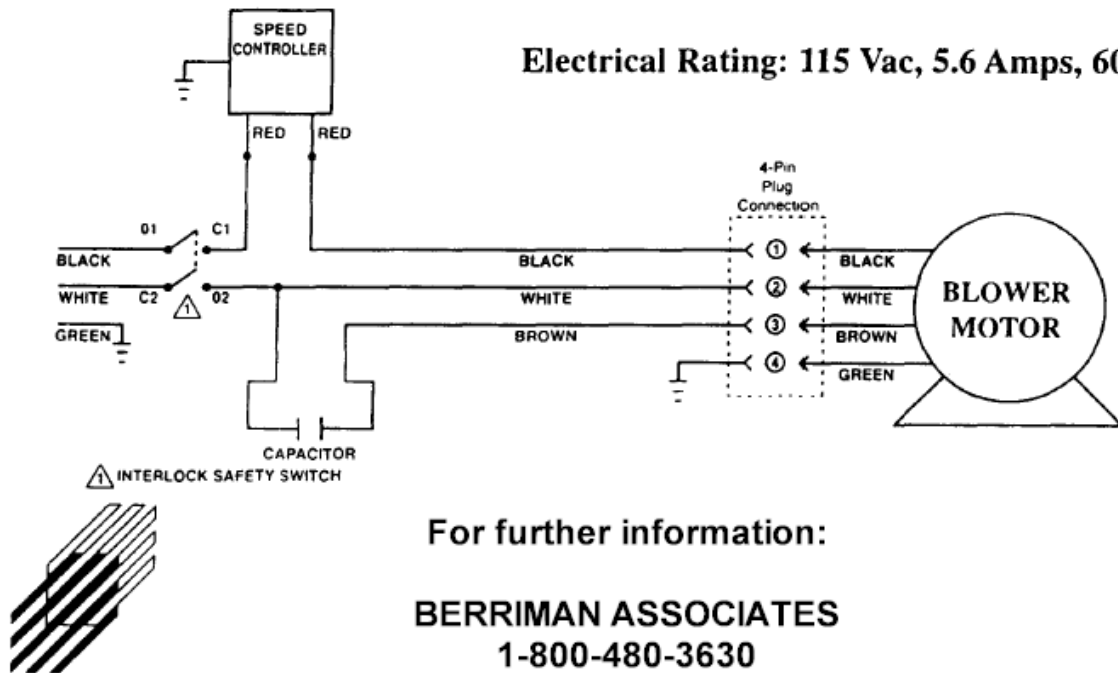 SPEED
CONTROLLER
Electrical Rating: 115 Vac, 5.6 Amps, 60
RED RED
4-Pin
Plug
Connection
01 C1
BLACK BLACK 1 BLACK
WHITE C2 02 WHITE 2 WHITE
1
GREEN BROWN 3 BROWN
4 GREEN
BLOWER
MOTOR
CAPACITOR
1 INTERLOCK SAFETY SWITCH
For further information:
BERRIMAN ASSOCIATES
1-800-480-3630